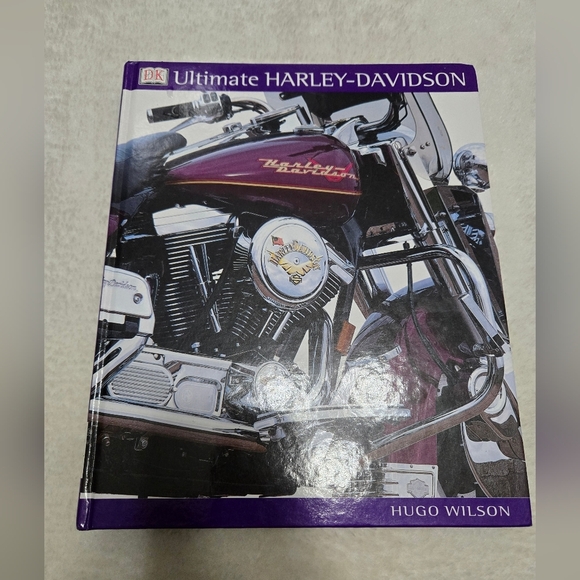 DK Ultimate HARLEY-DAVIDSON
Harley-
Davidson
HUGO WILSON